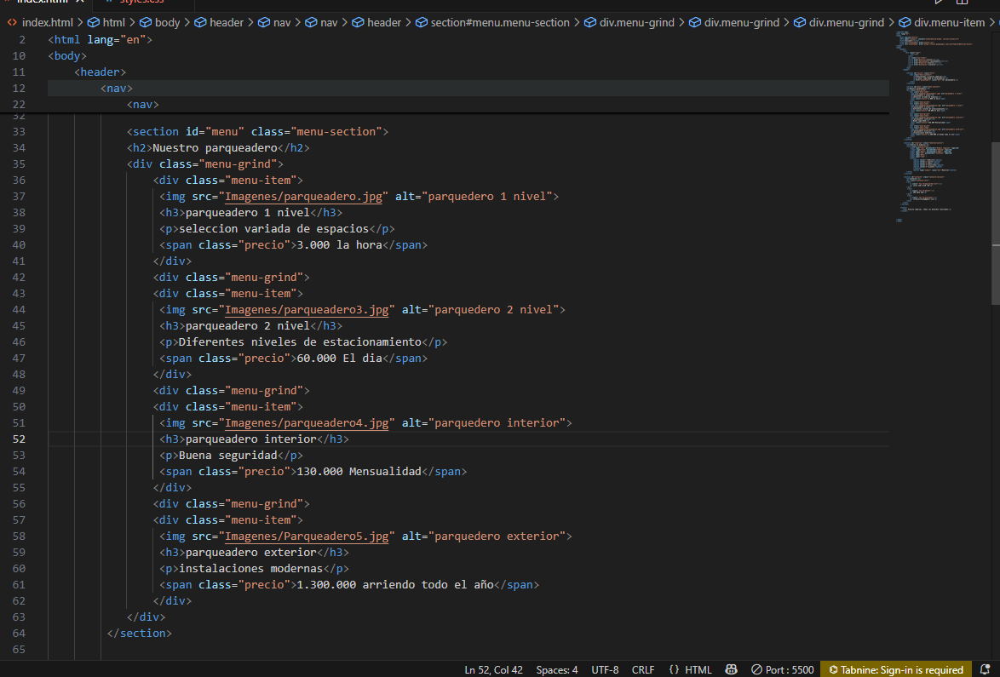 index.html
styles.css
index.html > html > body > header > nav > nav > header > section#menu.menu-section > div.menu-grind > div.menu-grind > div.menu-grind > div.menu-item >
2 <html lang="en">
10 <body>
11 <header>
12 <nav>
22 <nav>
32
33 <section id="menu" class="menu-section">
34 <h2>Nuestro parqueadero</h2>
35 <div class="menu-grind">
36 <div class="menu-item">
37 <img src="Imagenes/parqueadero.jpg" alt="parquedero 1 nivel">
38 <h3>parqueadero 1 nivel</h3>
39 <p>seleccion variada de espacios</p>
40 <span class="precio">3.000 la hora</span>
41 </div>
42 <div class="menu-grind">
43 <div class="menu-item">
44 <img src="Imagenes/parqueadero3.jpg" alt="parquedero 2 nivel">
45 <h3>parqueadero 2 nivel</h3>
46 <p>Diferentes niveles de estacionamiento</p>
47 <span class="precio">60.000 El dia</span>
48 </div>
49 <div class="menu-grind">
50 <div class="menu-item">
51 <img src="Imagenes/parqueadero4.jpg" alt="parquedero interior">
52 <h3>parqueadero interior</h3>
53 <p>Buena seguridad</p>
54 <span class="precio">130.000 Mensualidad</span>
55 </div>
56 <div class="menu-grind">
57 <div class="menu-item">
58 <img src="Imagenes/Parqueadero5.jpg" alt="parquedero exterior">
59 <h3>parqueadero exterior</h3>
60 <p>instalaciones modernas</p>
61 <span class="precio">1.300.000 arriendo todo el año</span>
62 </div>
63 </div>
64 </section>
65
Ln 52, Col 42 Spaces: 4 UTF-8 CRLF {} HTML Port : 5500 Tabnine: Sign-in is required